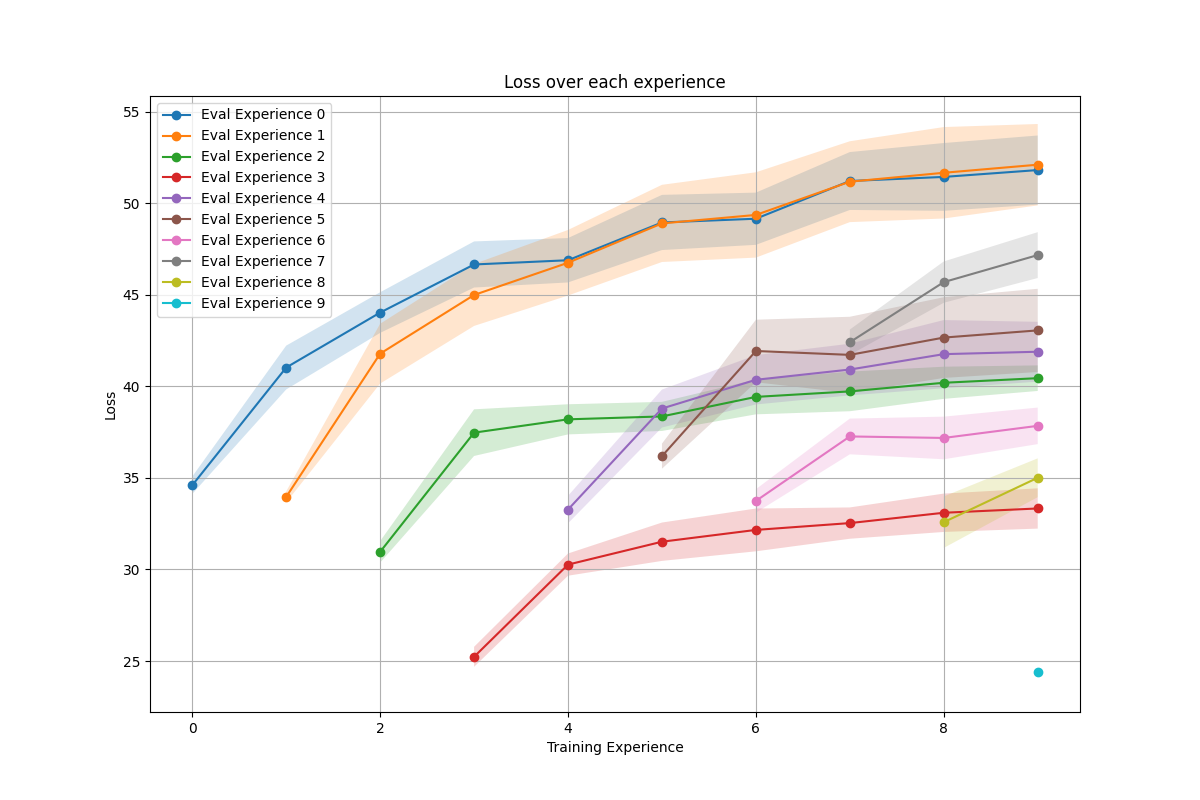 Loss over each experience
55
50
45
40
35
30
25
Loss
Eval Experience 0
Eval Experience 1
Eval Experience 2
Eval Experience 3
Eval Experience 4
Eval Experience 5
Eval Experience 6
Eval Experience 7
Eval Experience 8
Eval Experience 9
0 2 4 6 8
Training Experience